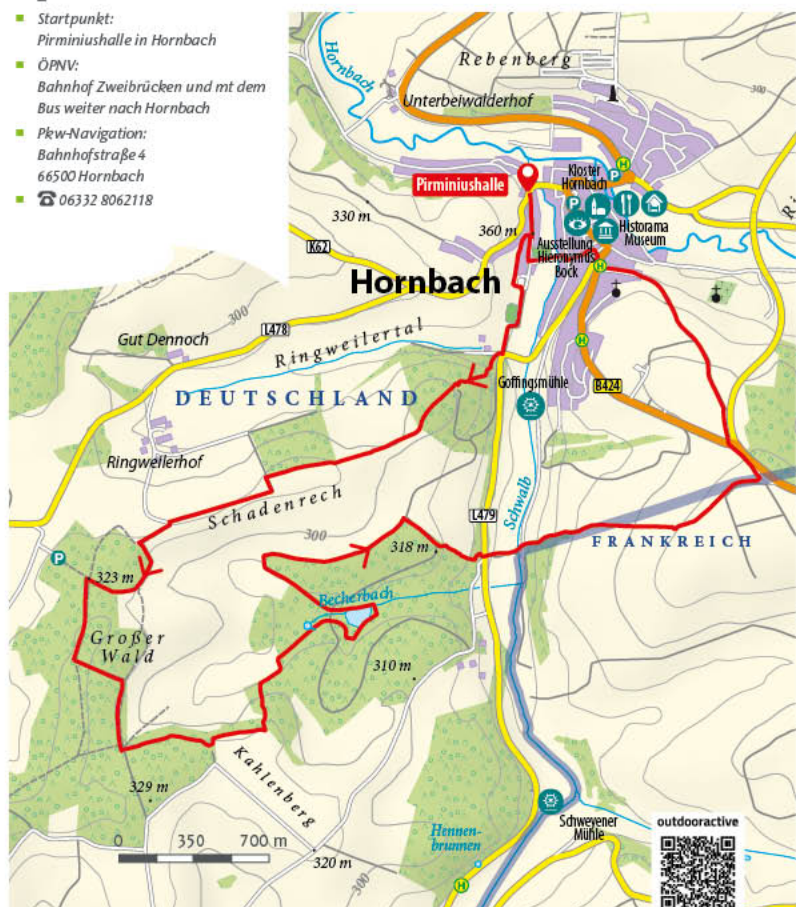 Startpunkt:
Pirminiushalle in Hornbach
ÖPNV:
Bahnhof Zweibrücken und mt dem
Bus weiter nach Hornbach
Pkw-Navigation:
Bahnhofstraße 4
66500 Hornbach
☎ 06332 8062118
Hornbach
Rebenberg
300
Unterbeiwalderhof
H
Kloster
Hornbach
P
Pirminiushalle
P
330 m
360 m
Historama
Museum
Ausstellung
Hieronymus
Bock
K62
H
Hornbach
300
L478
Gut Dennoch
Ringweilertal
H
Goffingsmühle
B424
DEUTSCHLAND
Ringweilerhof
Schadenrech
L479
Schwalb
300
318 m
FRANKREICH
P
323 m
Becherbach
Großer
Wald
310 m
Kahlenberg
329 m
Schweyener
Mühle
outdooractive
0 350 700 m
Hennen-
brunnen
320 m
300
H